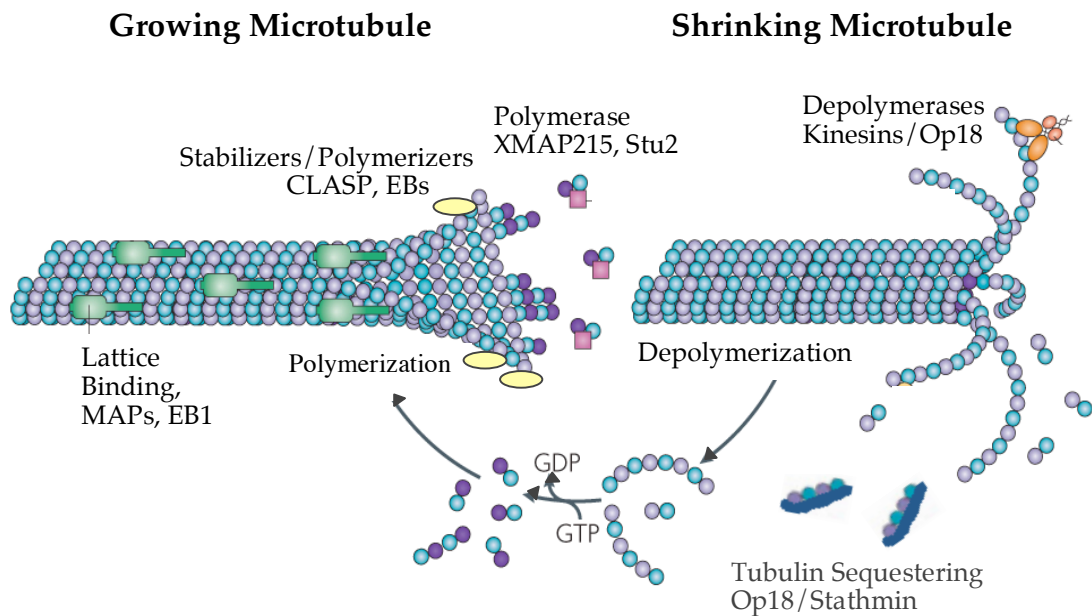 Growing Microtubule
Shrinking Microtubule
Polymerase
XMAP215, Stu2
Stabilizers/Polymerizers
CLASP, EBs
Depolymerases
Kinesins/Op18
Lattice
Binding,
MAPs, EB1
Polymerization
Depolymerization
GDP
GTP
Tubulin Sequestering
Op18/Stathmin